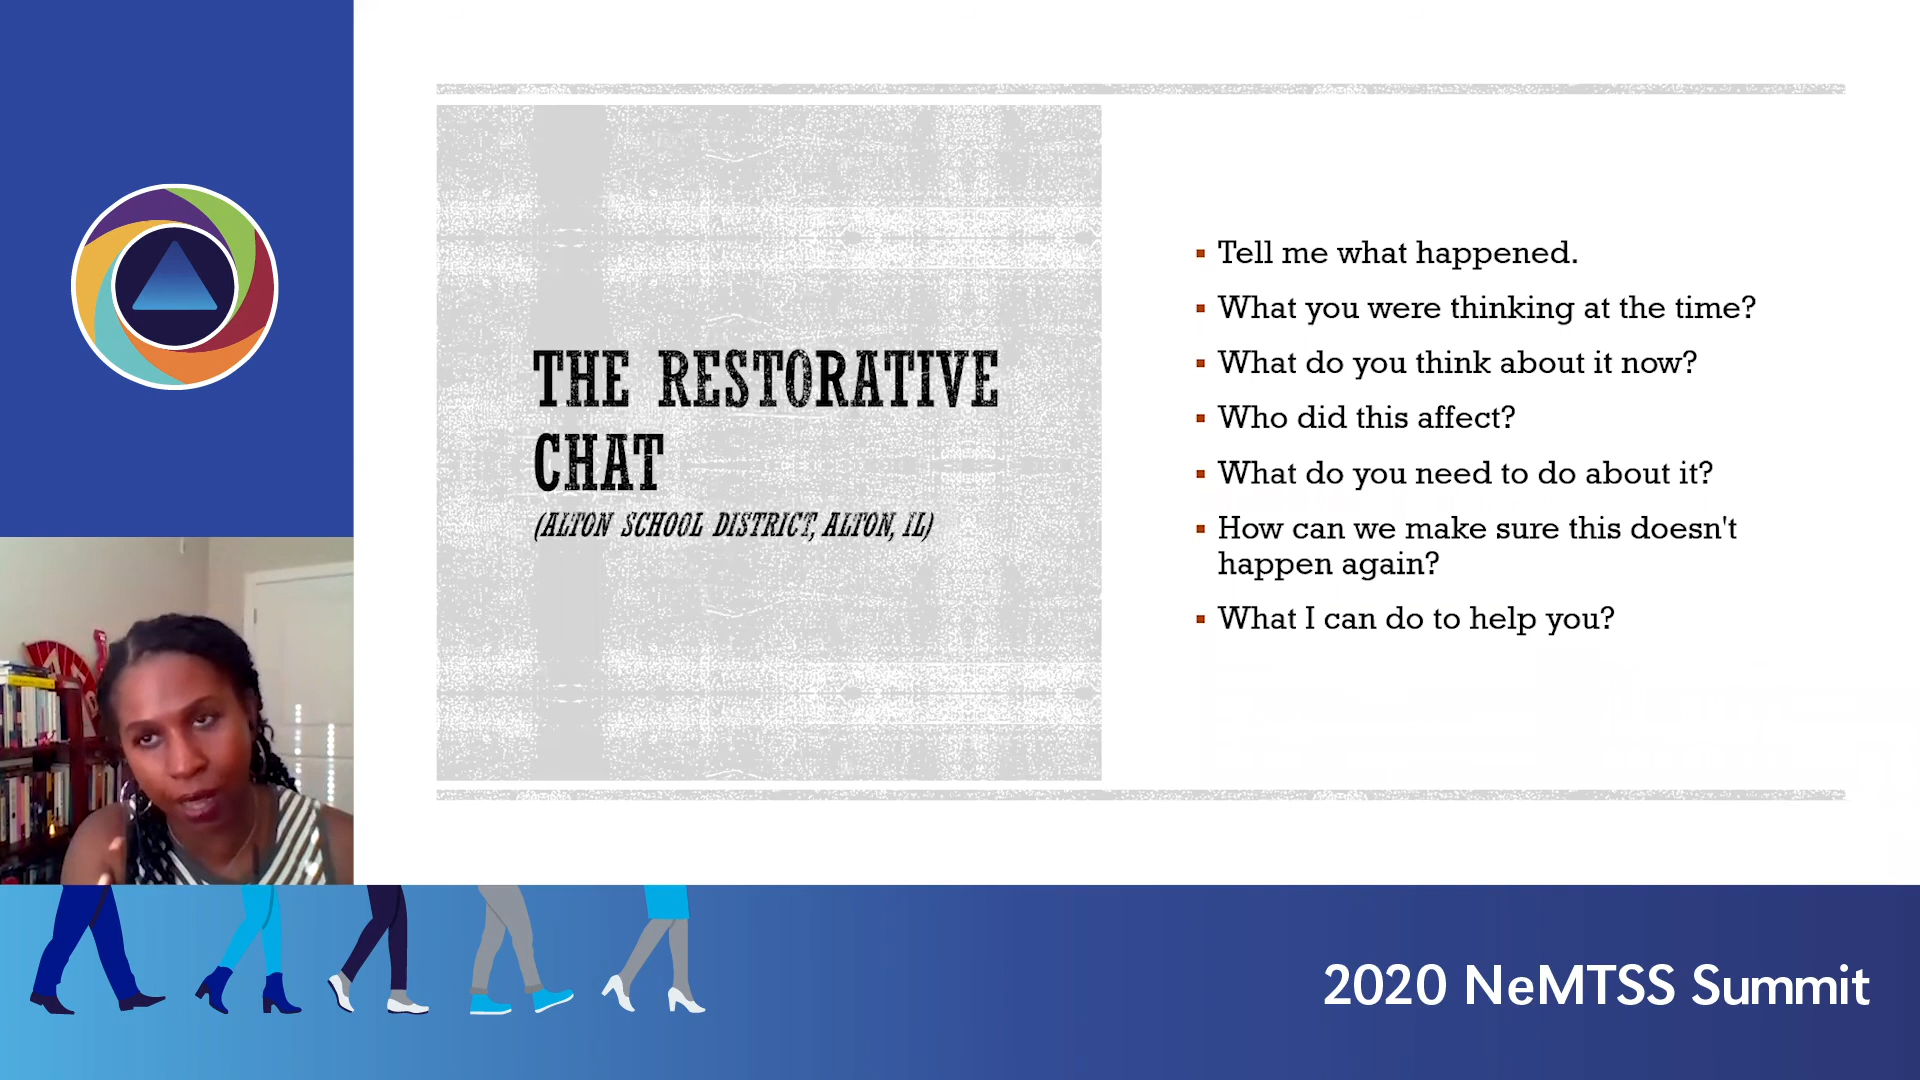 THE RESTORATIVE
CHAT
(ALTON SCHOOL DISTRICT, ALTON, IL)
▪ Tell me what happened.
▪ What you were thinking at the time?
▪ What do you think about it now?
▪ Who did this affect?
▪ What do you need to do about it?
▪ How can we make sure this doesn't
happen again?
▪ What I can do to help you?
2020 NeMTSS Summit